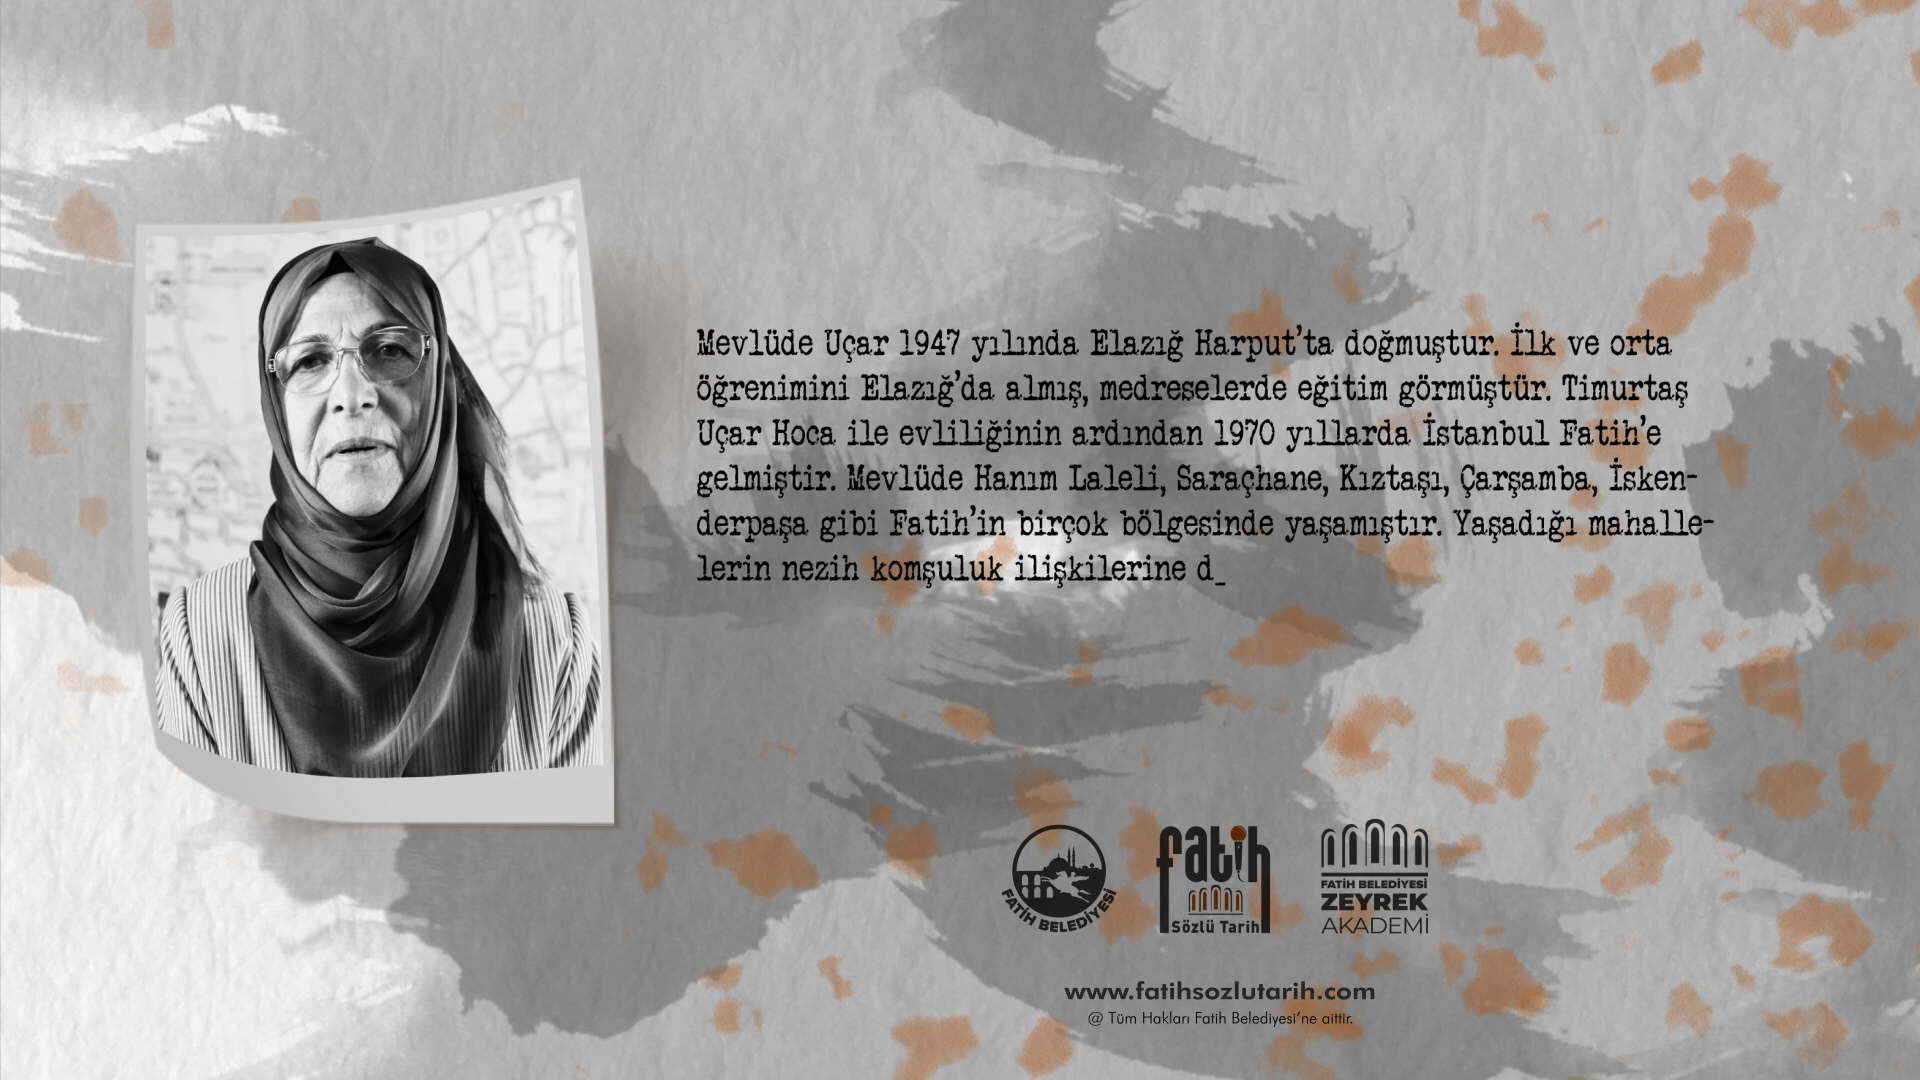 Mevlüde Uçar 1947 yılında Elazığ Harput'ta doğmuştur. İlk ve orta
öğrenimini Elazığ'da almış, medreselerde eğitim görmüştür. Timurtaş
Uçar Hoca ile evliliğinin ardından 1970 yıllarda İstanbul Fatih'e
gelmiştir. Mevlüde Hanım Laleli, Saraçhane, Kıztaşı, Çarşamba, İsken-
derpaşa gibi Fatih'in birçok bölgesinde yaşamıştır. Yaşadığı mahalle-
lerin nezih komşuluk ilişkilerine d_
FATİH BELEDİYESİ
fatih
Sözlü Tarih
FATİH BELEDİYESİ
ZEYREK
AKADEMİ
www.fatihsozlutarih.com
@ Tüm Hakları Fatih Belediyesi'ne aittir.